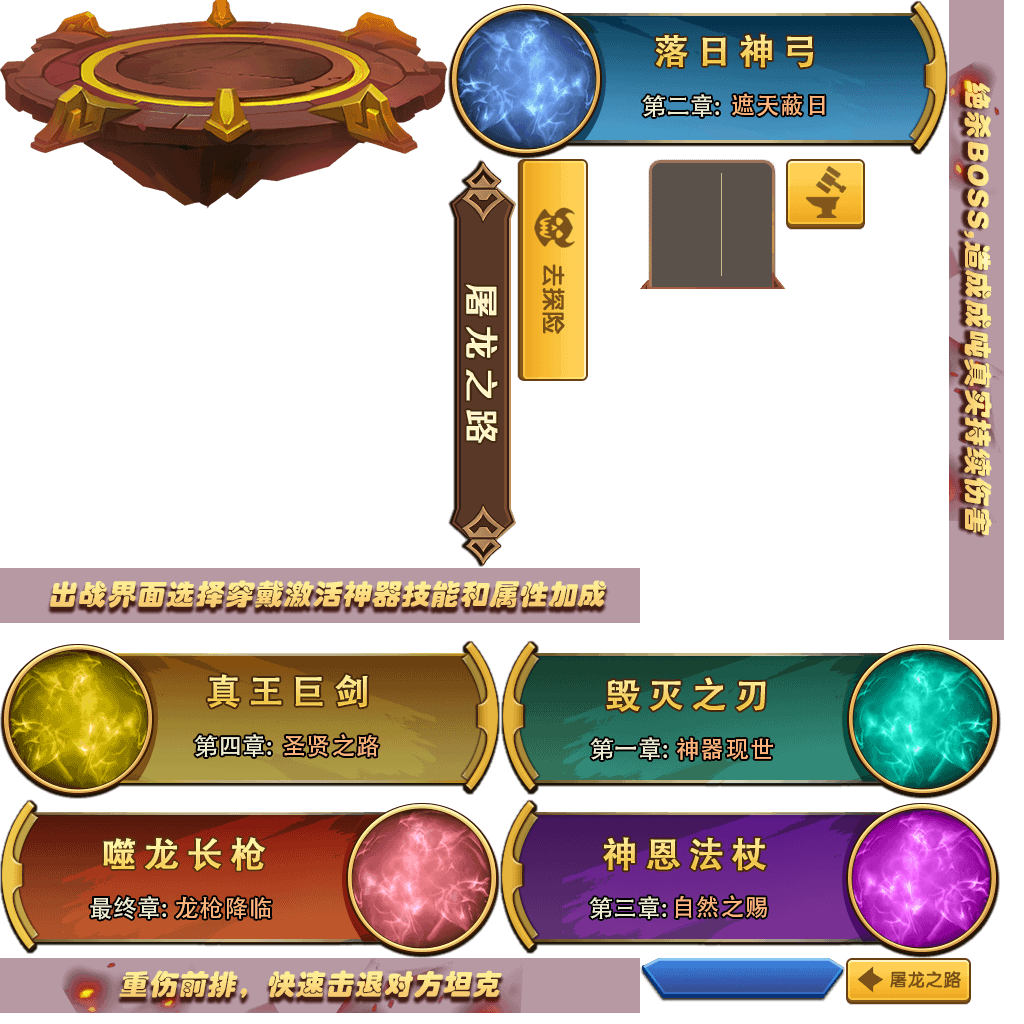 落日神弓
第二章: 遮天蔽日
绝杀BOSS,造成成吨真实持续伤害
去探险
屠龙之路
出战界面选择穿戴激活神器技能和属性加成
真王巨剑
第四章: 圣贤之路
毁灭之刃
第一章: 神器现世
噬龙长枪
最终章: 龙枪降临
神恩法杖
第三章: 自然之赐
重伤前排，快速击退对方坦克
屠龙之路